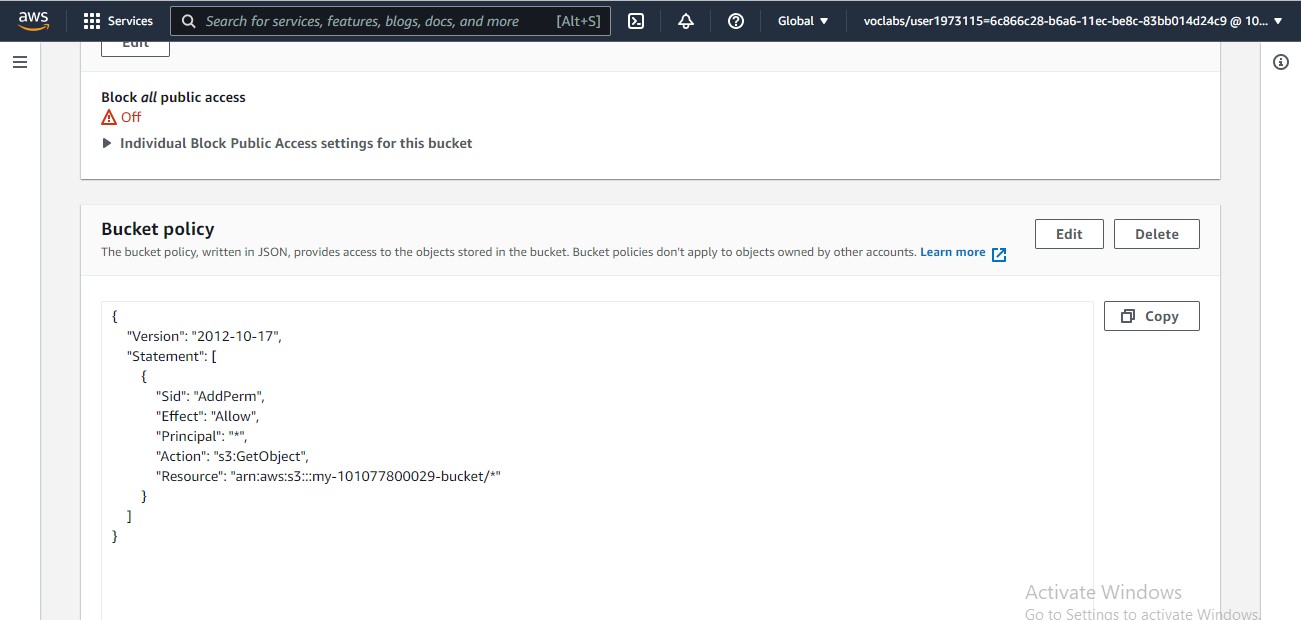 aws
Services
Search for services, features, blogs, docs, and more [Alt+S]
Global
voclabs/user1973115=6c866c28-b6a6-11ec-be8c-83bb014d24c9 @ 10...
Edit
Block all public access
Off
Individual Block Public Access settings for this bucket
Bucket policy
Edit
Delete
The bucket policy, written in JSON, provides access to the objects stored in the bucket. Bucket policies don't apply to objects owned by other accounts. Learn more
Copy
{
"Version": "2012-10-17",
"Statement": [
{
"Sid": "AddPerm",
"Effect": "Allow",
"Principal": "*",
"Action": "s3:GetObject",
"Resource": "arn:aws:s3:::my-101077800029-bucket/*"
}
]
}
Activate Windows
Go to Settings to activate Windows.